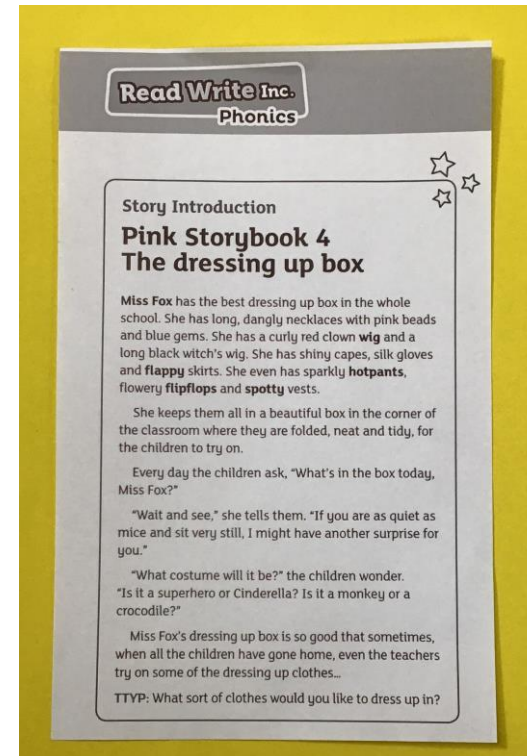 Read Write Inc.
Phonics
Story Introduction
Pink Storybook 4
The dressing up box
Miss Fox has the best dressing up box in the whole
school. She has long, dangly necklaces with pink beads
and blue gems. She has a curly red clown wig and a
long black witch's wig. She has shiny capes, silk gloves
and flappy skirts. She even has sparkly hotpants,
flowery flipflops and spotty vests.
She keeps them all in a beautiful box in the corner of
the classroom where they are folded, neat and tidy, for
the children to try on.
Every day the children ask, "What's in the box today,
Miss Fox?"
"Wait and see," she tells them. "If you are as quiet as
mice and sit very still, I might have another surprise for
you."
"What costume will it be?" the children wonder.
"Is it a superhero or Cinderella? Is it a monkey or a
crocodile?"
Miss Fox's dressing up box is so good that sometimes,
when all the children have gone home, even the teachers
try on some of the dressing up clothes...
TTYP: What sort of clothes would you like to dress up in?